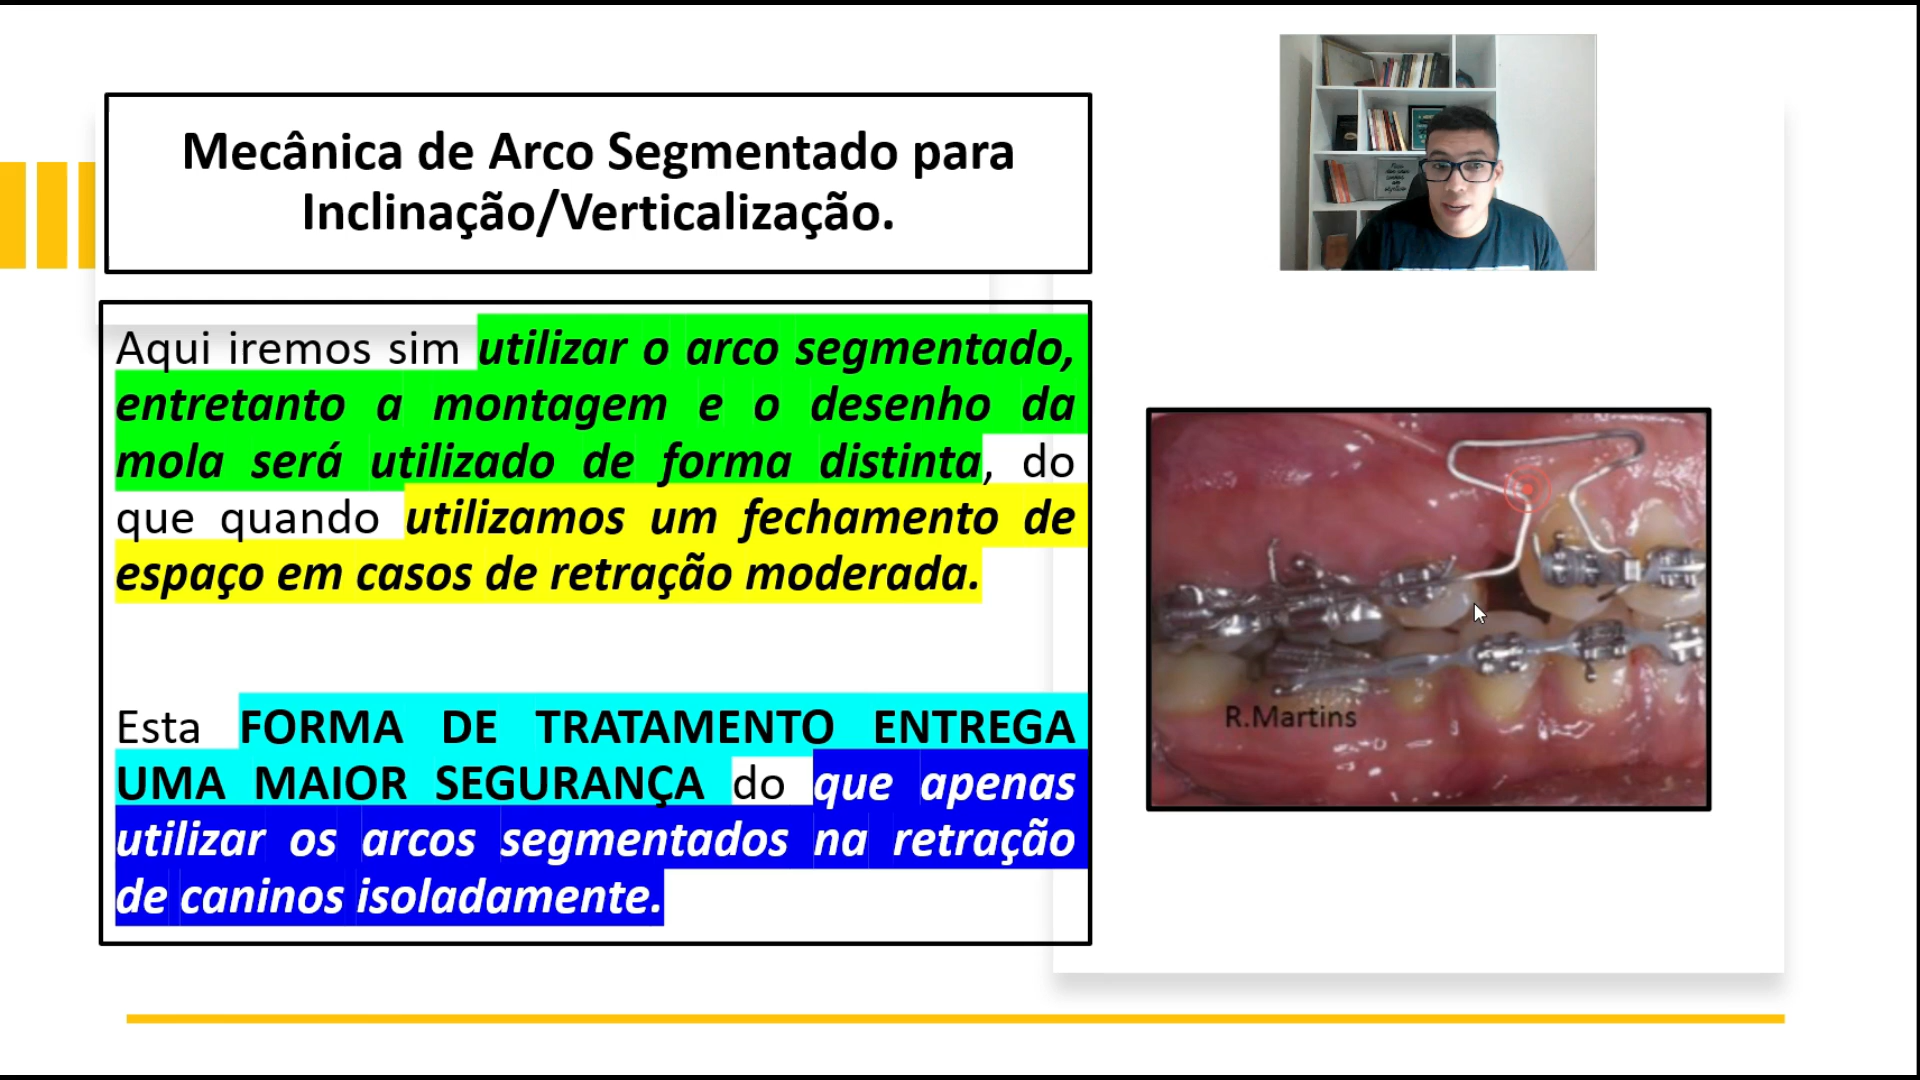 Mecânica de Arco Segmentado para
Inclinação/Verticalização.
Aqui iremos sim utilizar o arco segmentado,
entretanto a montagem e o desenho da
mola será utilizado de forma distinta, do
que quando utilizamos um fechamento de
espaço em casos de retração moderada.
Esta FORMA DE TRATAMENTO ENTREGA
UMA MAIOR SEGURANÇA do que apenas
utilizar os arcos segmentados na retração
de caninos isoladamente.
R.Martins